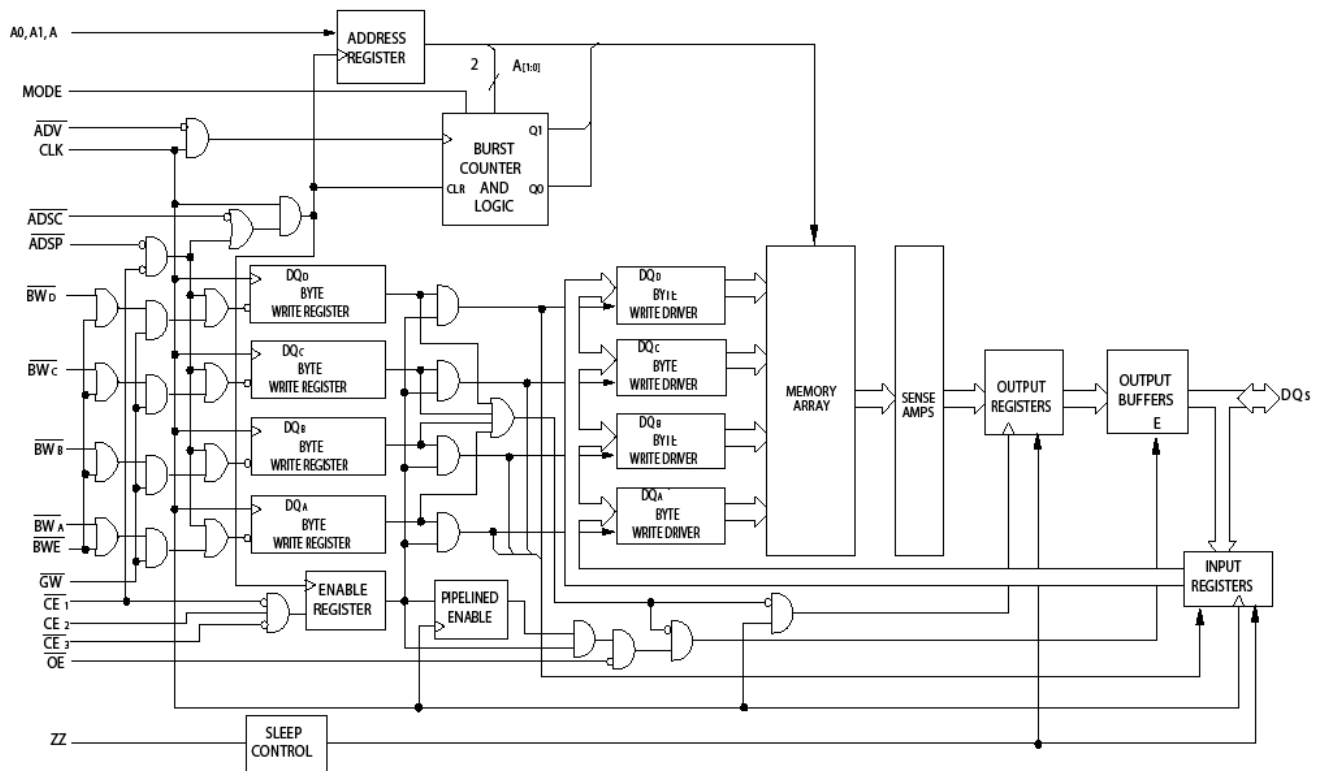 A0, A1, A
ADDRESS
REGISTER
2
A[1:0]
MODE
ADV
CLK
BURST
COUNTER
AND
LOGIC
CLR
Q1
Q0
ADSC
ADSP
BWD
DQD
BYTE
WRITE REGISTER
DQD
BYTE
WRITE DRIVER
BWC
DQC
BYTE
WRITE REGISTER
DQC
BYTE
WRITE DRIVER
MEMORY
ARRAY
SENSE
AMPS
OUTPUT
REGISTERS
OUTPUT
BUFFERS
E
DQs
BWB
DQB
BYTE
WRITE REGISTER
DQB
BYTE
WRITE DRIVER
BWA
BWE
DQA
BYTE
WRITE REGISTER
DQA
BYTE
WRITE DRIVER
GW
CE1
CE2
CE3
OE
ENABLE
REGISTER
PIPELINED
ENABLE
INPUT
REGISTERS
ZZ
SLEEP
CONTROL